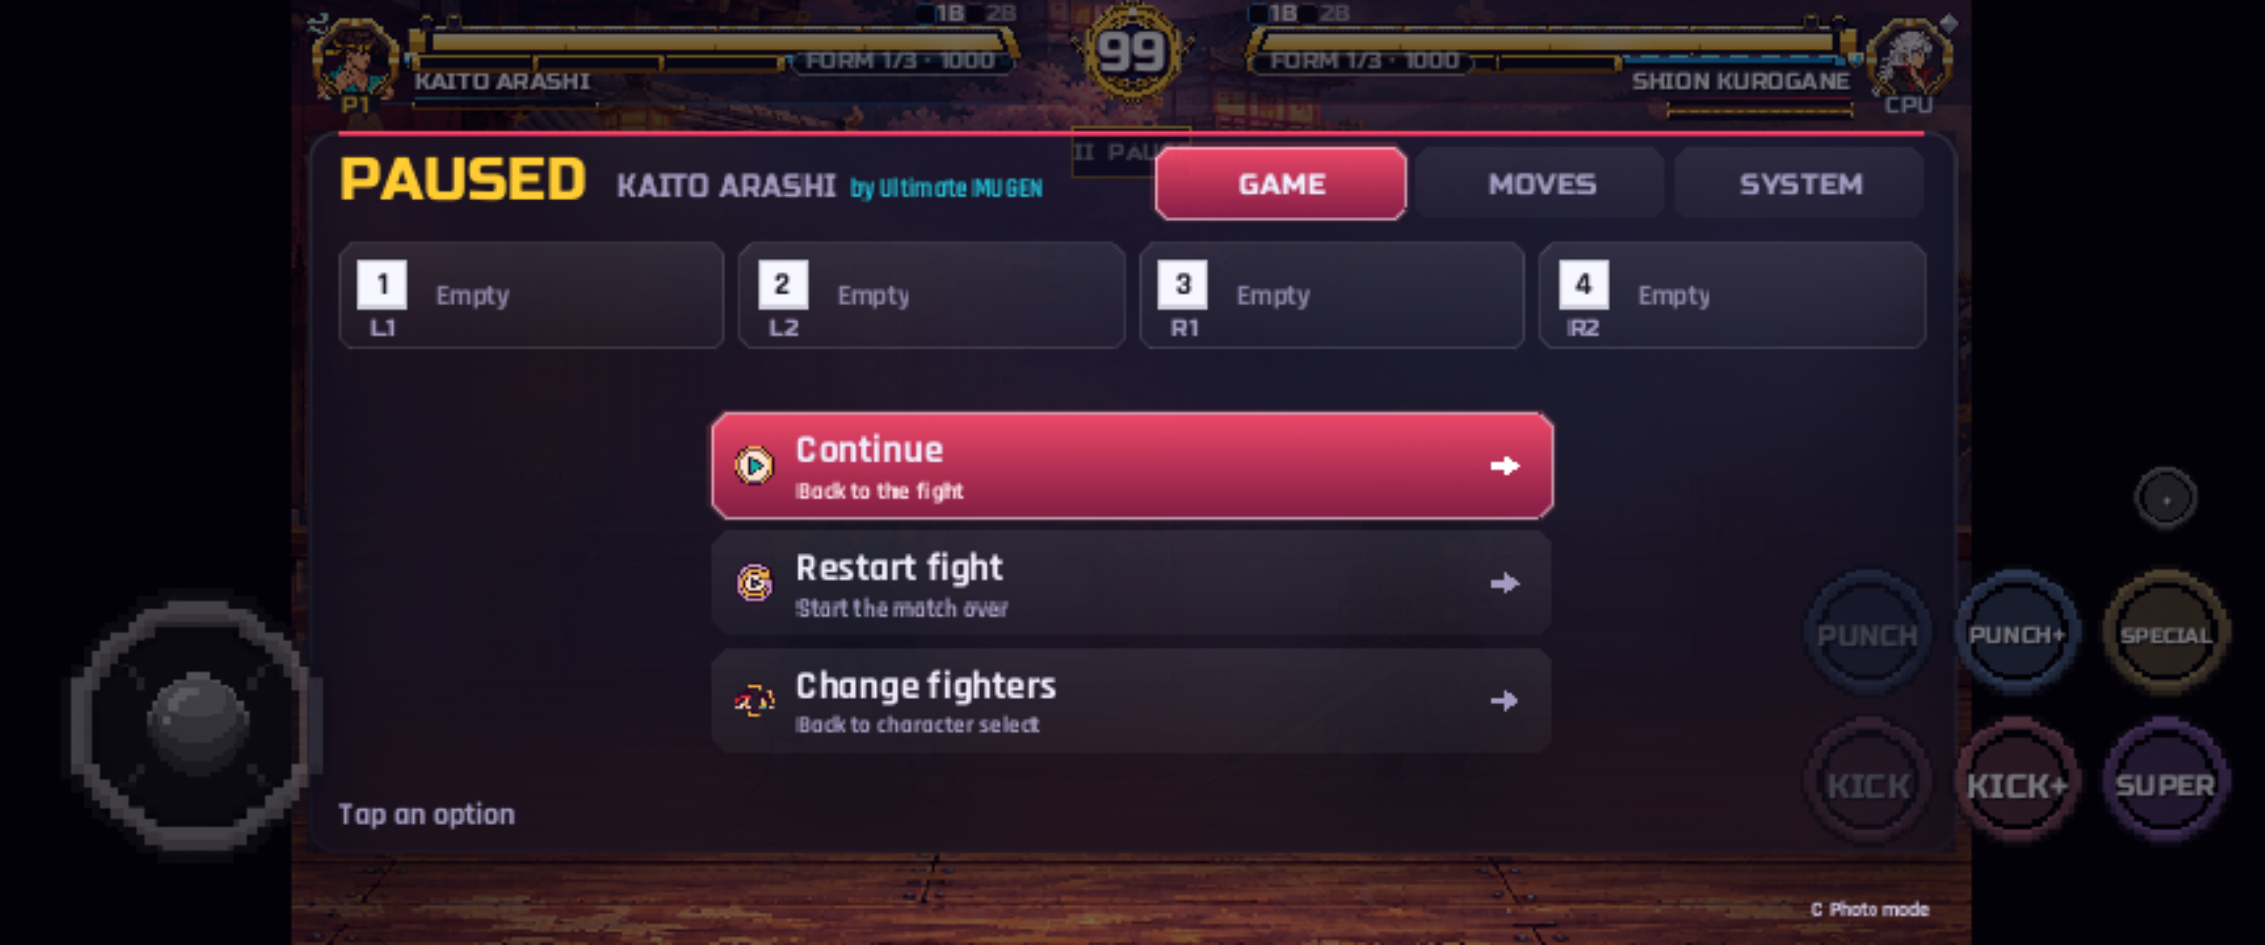 1B 2B
1B 2B
99
FORM 1/3 · 1000
FORM 1/3 · 1000
KAITO ARASHI
SHION KUROGANE
P1
CPU
II PAU
PAUSED
KAITO ARASHI
by Ultimate MUGEN
GAME
MOVES
SYSTEM
1
Empty
L1
2
Empty
L2
3
Empty
R1
4
Empty
R2
Continue
Back to the fight
Restart fight
Start the match over
Change fighters
Back to character select
PUNCH
PUNCH+
SPECIAL
KICK
KICK+
SUPER
Tap an option
C Photo mode